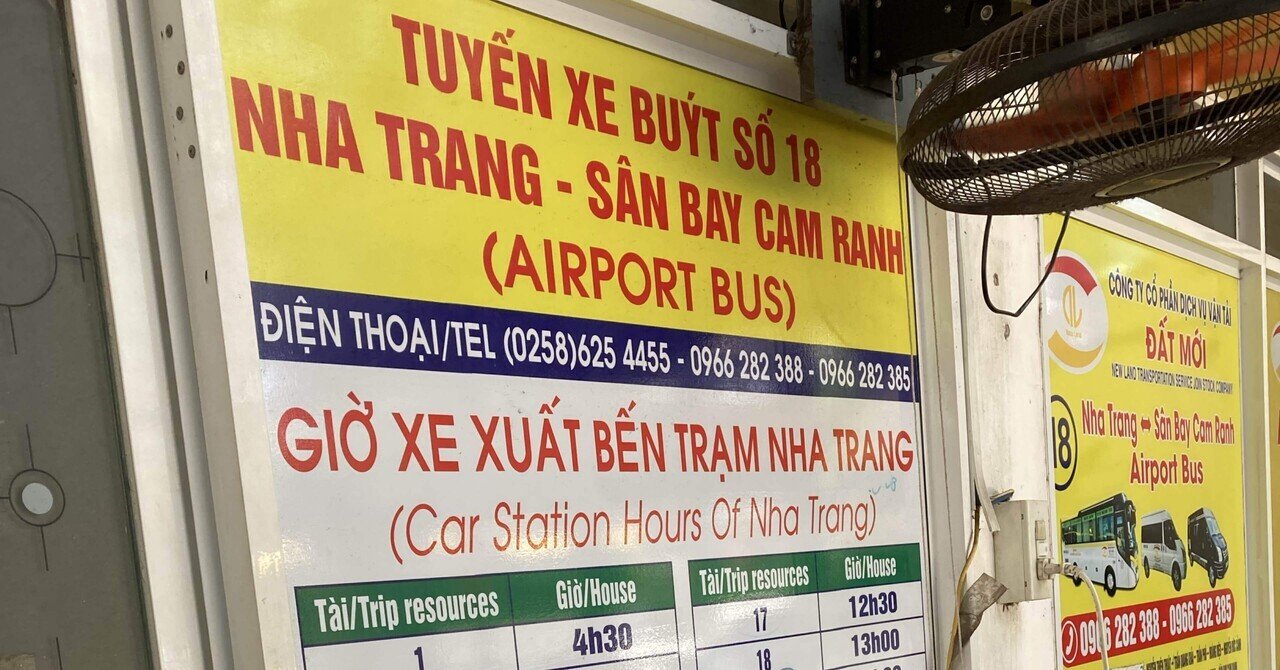 TUYẾN XE BUÝT SỐ 18
NHA TRANG - SÂN BAY CAM RANH
(AIRPORT BUS)
ĐIỆN THOẠI/TEL (0258)625 4455 - 0966 282 388 - 0966 282 385
GIỜ XE XUẤT BẾN TRẠM NHA TRANG
(Car Station Hours Of Nha Trang)
Tài/Trip resources Giờ/House Tài/Trip resources Giờ/House
1 4h30 17 12h30
18 13h00
CÔNG TY CỔ PHẦN DỊCH VỤ VẬN TẢI
ĐẤT MỚI
NEW LAND TRANSPORTATION SERVICE JOIN STOCK COMPANY
18
Nha Trang ⇔ Sân Bay Cam Ranh
Airport Bus
0966 282 388 - 0966 282 385